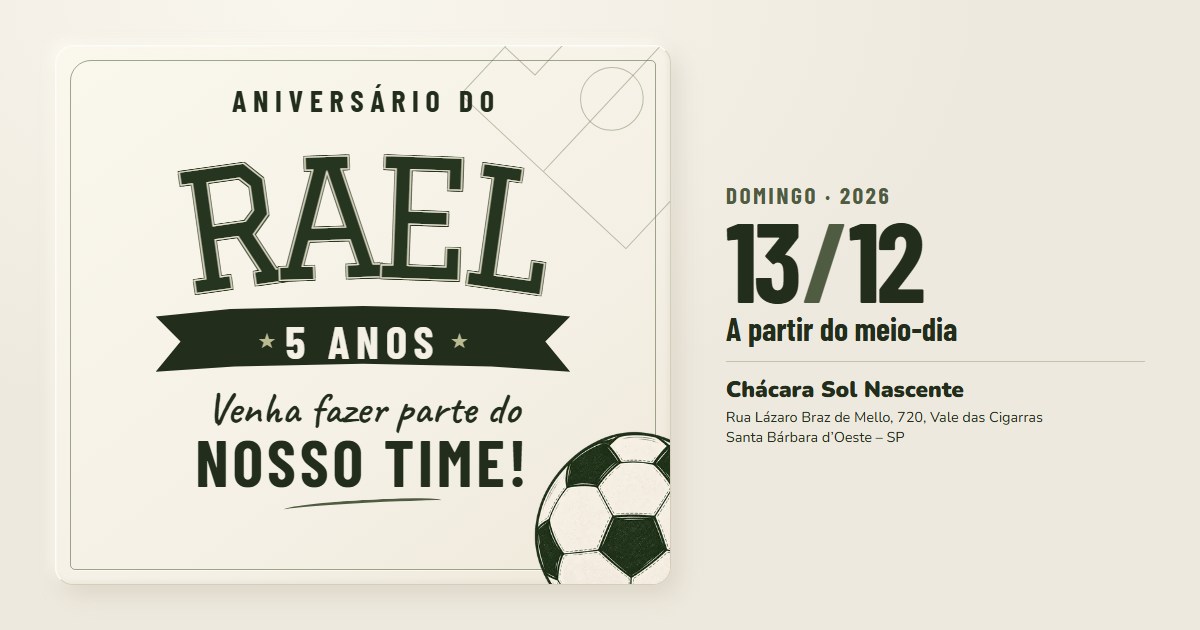 ANIVERSÁRIO DO
RAEL
5 ANOS
Venha fazer parte do
NOSSO TIME!
DOMINGO · 2026
13/12
A partir do meio-dia
Chácara Sol Nascente
Rua Lázaro Braz de Mello, 720, Vale das Cigarras
Santa Bárbara d’Oeste – SP